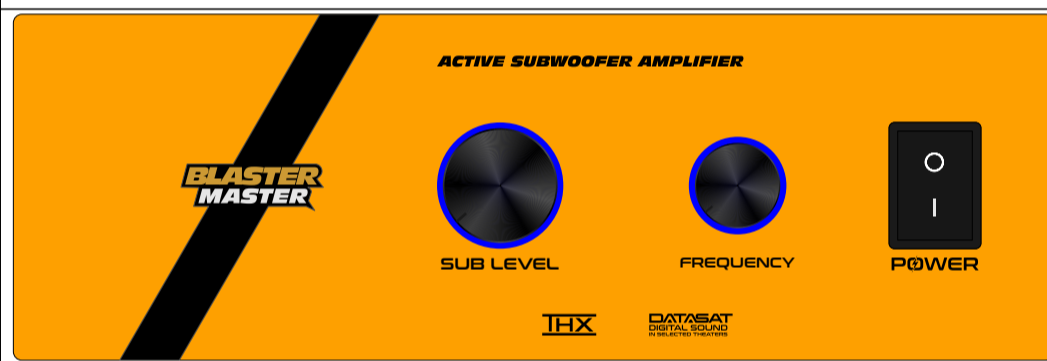 ACTIVE SUBWOOFER AMPLIFIER
BLASTER
MASTER
SUB LEVEL
FREQUENCY
POWER
THX
DATASAT
DIGITAL SOUND
IN SELECTED THEATERS